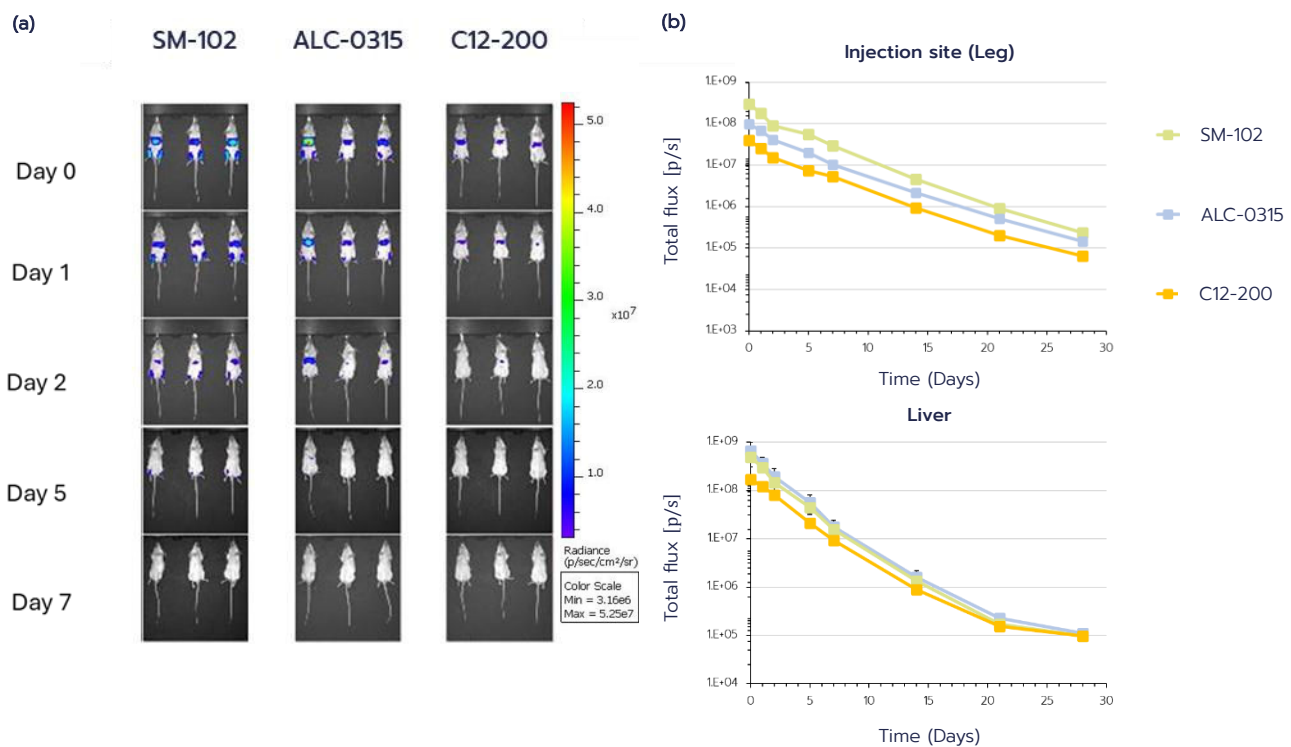 (a)
SM-102
ALC-0315
C12-200
Day 0
Day 1
Day 2
Day 5
Day 7
5.0
4.0
3.0
x10⁷
2.0
1.0
Radiance
(p/sec/cm²/sr)
Color Scale
Min = 3.16e6
Max = 5.25e7
(b)
Injection site (Leg)
Total flux [p/s]
1.E+09
1.E+08
1.E+07
1.E+06
1.E+05
1.E+04
1.E+03
0 5 10 15 20 25 30
Time (Days)
SM-102
ALC-0315
C12-200
Liver
Total flux [p/s]
1.E+09
1.E+08
1.E+07
1.E+06
1.E+05
1.E+04
0 5 10 15 20 25 30
Time (Days)